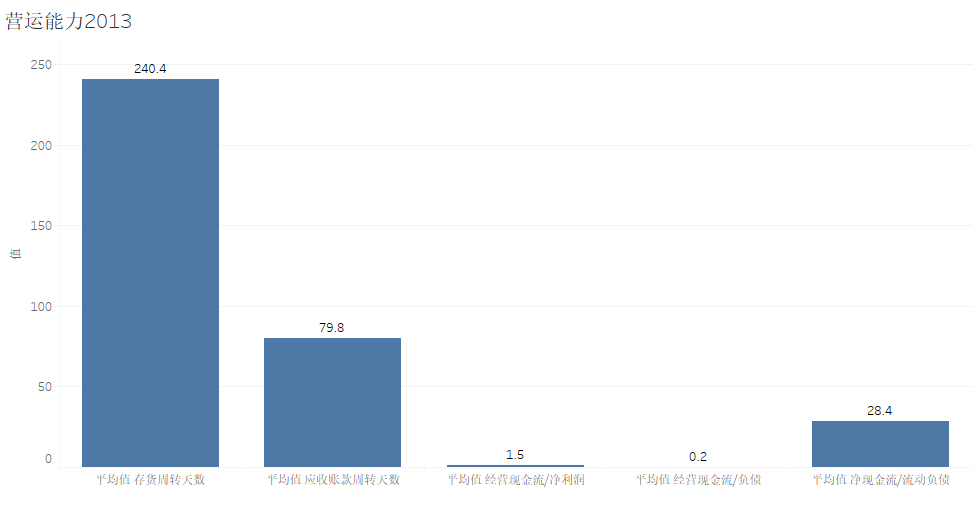 营运能力2013
250
200
150
100
50
0
值
240.4
79.8
1.5
0.2
28.4
平均值 存货周转天数
平均值 应收账款周转天数
平均值 经营现金流/净利润
平均值 经营现金流/负债
平均值 净现金流/流动负债